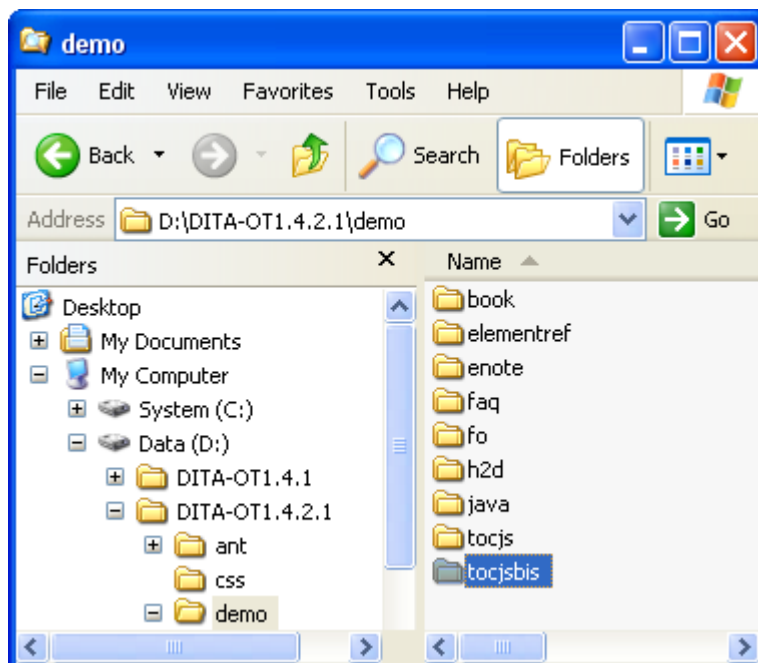 demo
File Edit View Favorites Tools Help
Back Search Folders
Address D:\DITA-OT1.4.2.1\demo Go
Folders
Desktop
My Documents
My Computer
System (C:)
Data (D:)
DITA-OT1.4.1
DITA-OT1.4.2.1
ant
css
demo
Name
book
elementref
enote
faq
fo
h2d
java
tocjs
tocjsbis